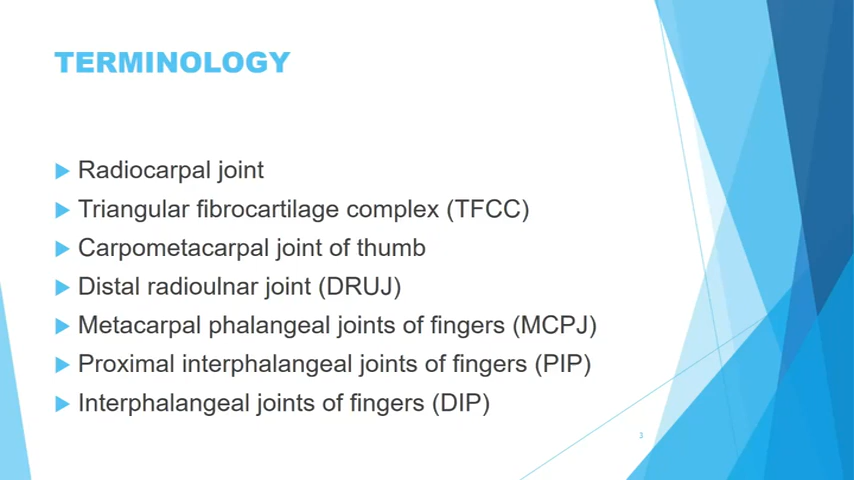 TERMINOLOGY
Radiocarpal joint
Triangular fibrocartilage complex (TFCC)
Carpometacarpal joint of thumb
Distal radioulnar joint (DRUJ)
Metacarpal phalangeal joints of fingers (MCPJ)
Proximal interphalangeal joints of fingers (PIP)
Interphalangeal joints of fingers (DIP)
3